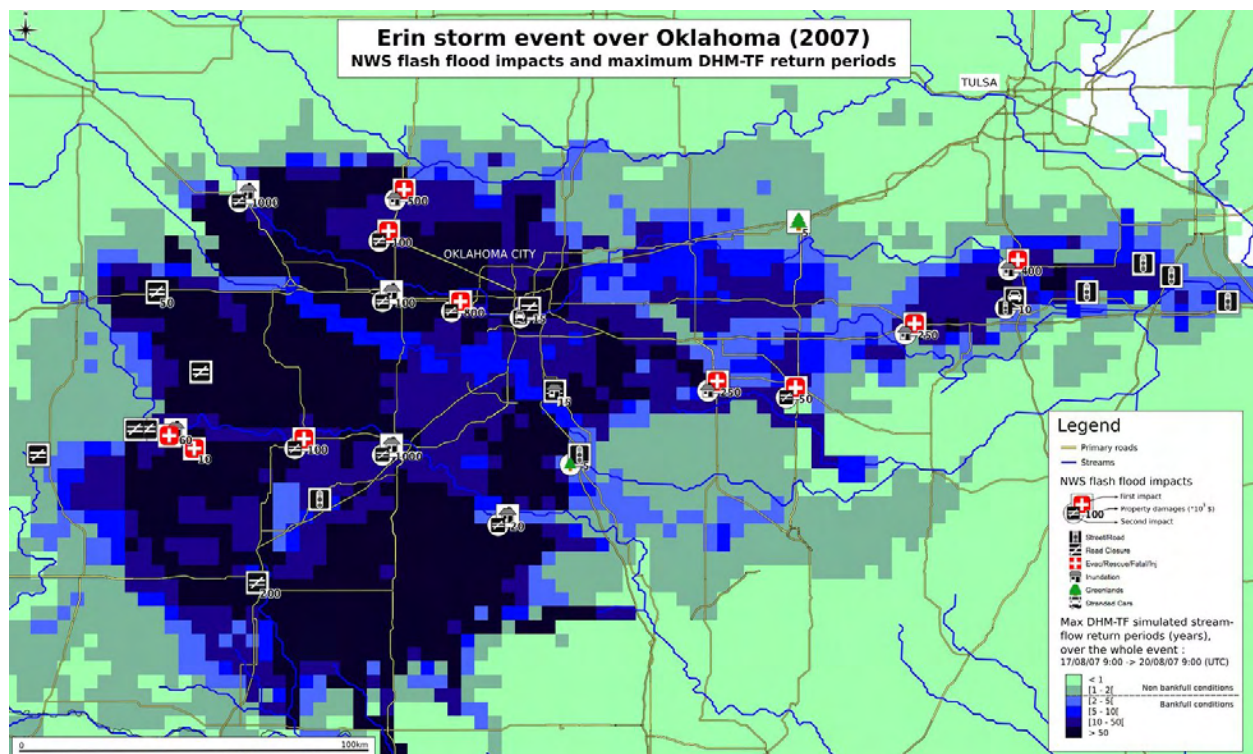 Erin storm event over Oklahoma (2007)
NWS flash flood impacts and maximum DHM-TF return periods
TULSA
1000
500
100
5
OKLAHOMA CITY
400
50
100
800
15
10
250
250
50
15
60
10
100
1000
5
20
200
Legend
Primary roads
Streams
NWS flash flood impacts
First impact
Property damages (*10³ $)
100
Second impact
Street/Road
Road Closure
Evac/Rescue/Fatal/Inj
Inundation
Greenlands
Stranded Cars
Max DHM-TF simulated stream-
flow return periods (years),
over the whole event :
17/08/07 9:00 -> 20/08/07 9:00 (UTC)
< 1
[1 - 2[
Non bankfull conditions
[2 - 5[
Bankfull conditions
[5 - 10[
[10 - 50[
> 50
0
100km